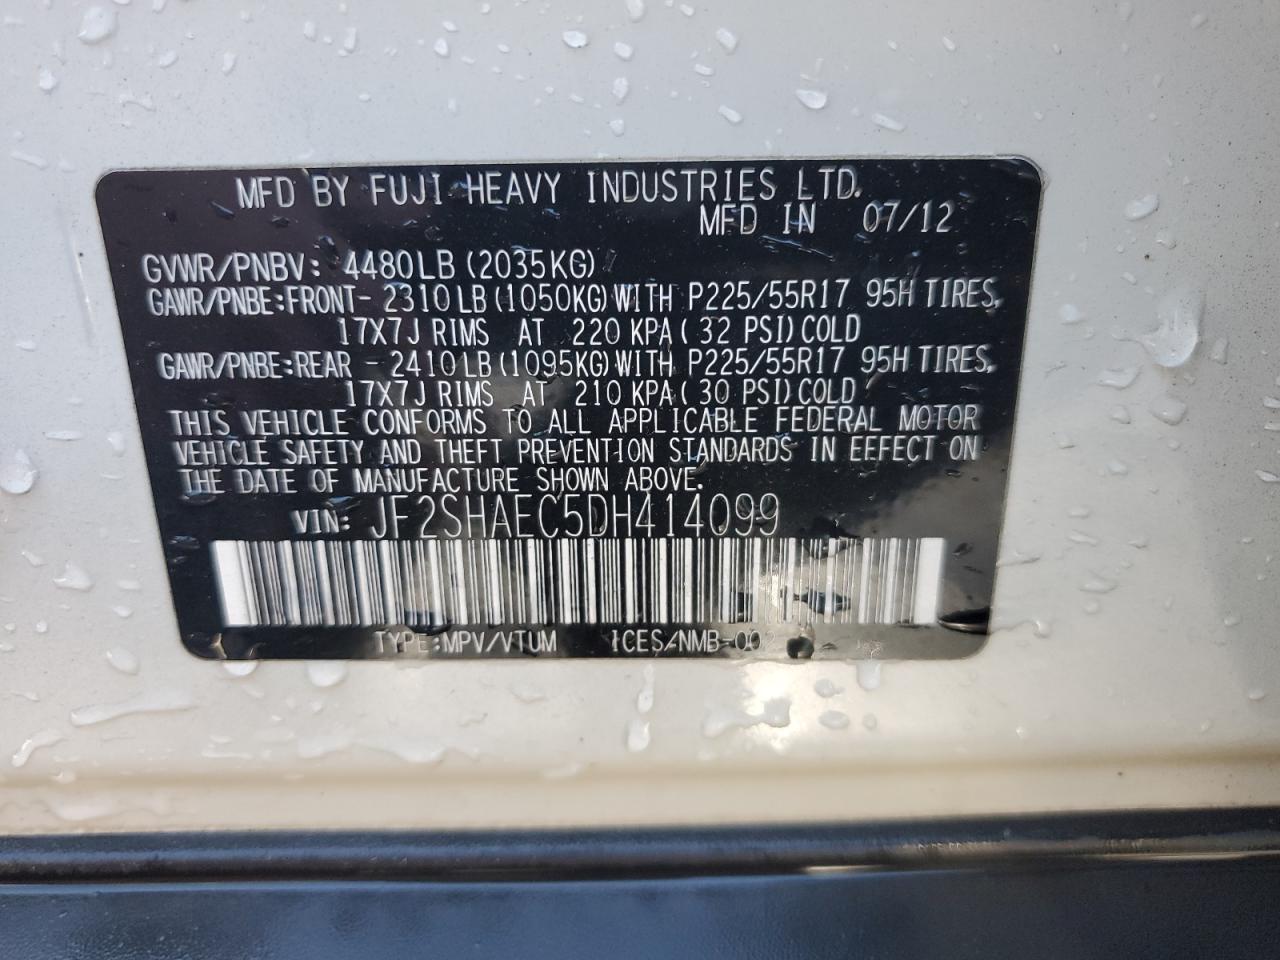 MFD BY FUJI HEAVY INDUSTRIES LTD.
MFD IN 07/12
GVWR/PNBV: 4480LB (2035KG)
GAWR/PNBE:FRONT- 2310LB (1050KG) WITH P225/55R17 95H TIRES,
17X7J RIMS AT 220 KPA ( 32 PSI) COLD
GAWR/PNBE:REAR - 2410LB (1095KG) WITH P225/55R17 95H TIRES,
17X7J RIMS AT 210 KPA ( 30 PSI) COLD
THIS VEHICLE CONFORMS TO ALL APPLICABLE FEDERAL MOTOR
VEHICLE SAFETY AND THEFT PREVENTION STANDARDS IN EFFECT ON
THE DATE OF MANUFACTURE SHOWN ABOVE.
VIN: JF2SHAEC5DH414099
TYPE:MPV/VTUM ICES/NMB-002